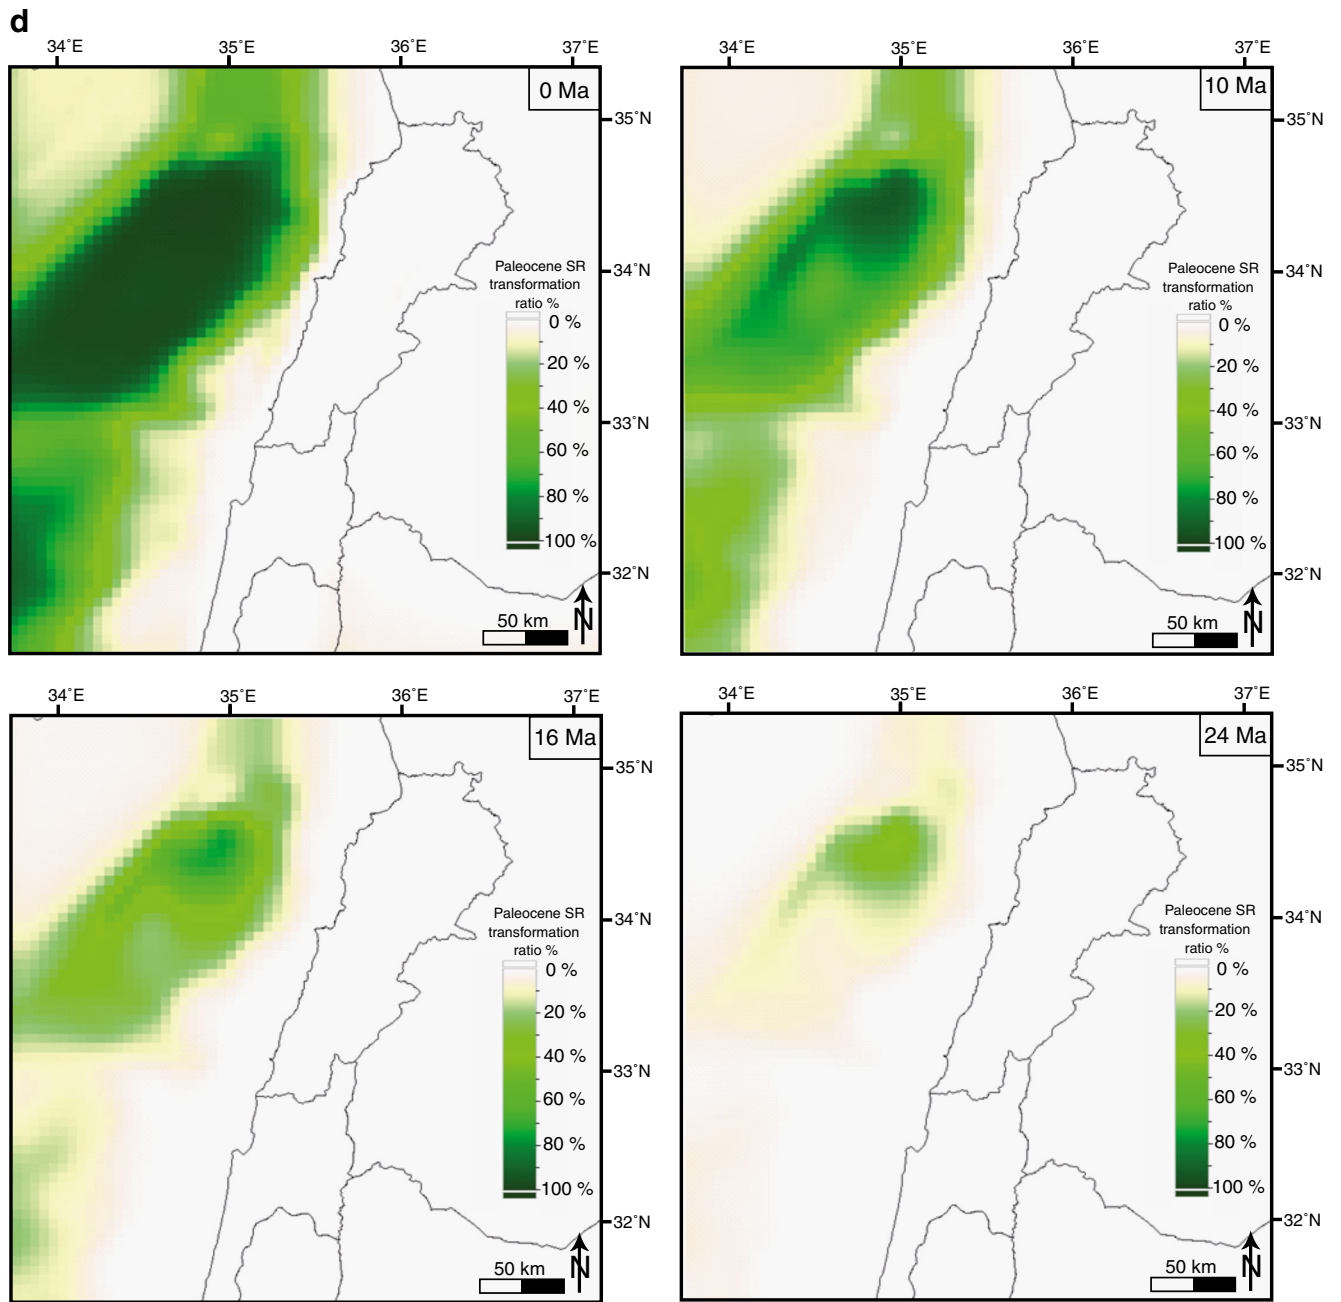 d
34˚E 35˚E 36˚E 37˚E
0 Ma
35˚N
34˚N
33˚N
32˚N
Paleocene SR
transformation
ratio %
0 %
20 %
40 %
60 %
80 %
100 %
50 km
N
34˚E 35˚E 36˚E 37˚E
10 Ma
35˚N
34˚N
33˚N
32˚N
Paleocene SR
transformation
ratio %
0 %
20 %
40 %
60 %
80 %
100 %
50 km
N
34˚E 35˚E 36˚E 37˚E
16 Ma
35˚N
34˚N
33˚N
32˚N
Paleocene SR
transformation
ratio %
0 %
20 %
40 %
60 %
80 %
100 %
50 km
N
34˚E 35˚E 36˚E 37˚E
24 Ma
35˚N
34˚N
33˚N
32˚N
Paleocene SR
transformation
ratio %
0 %
20 %
40 %
60 %
80 %
100 %
50 km
N